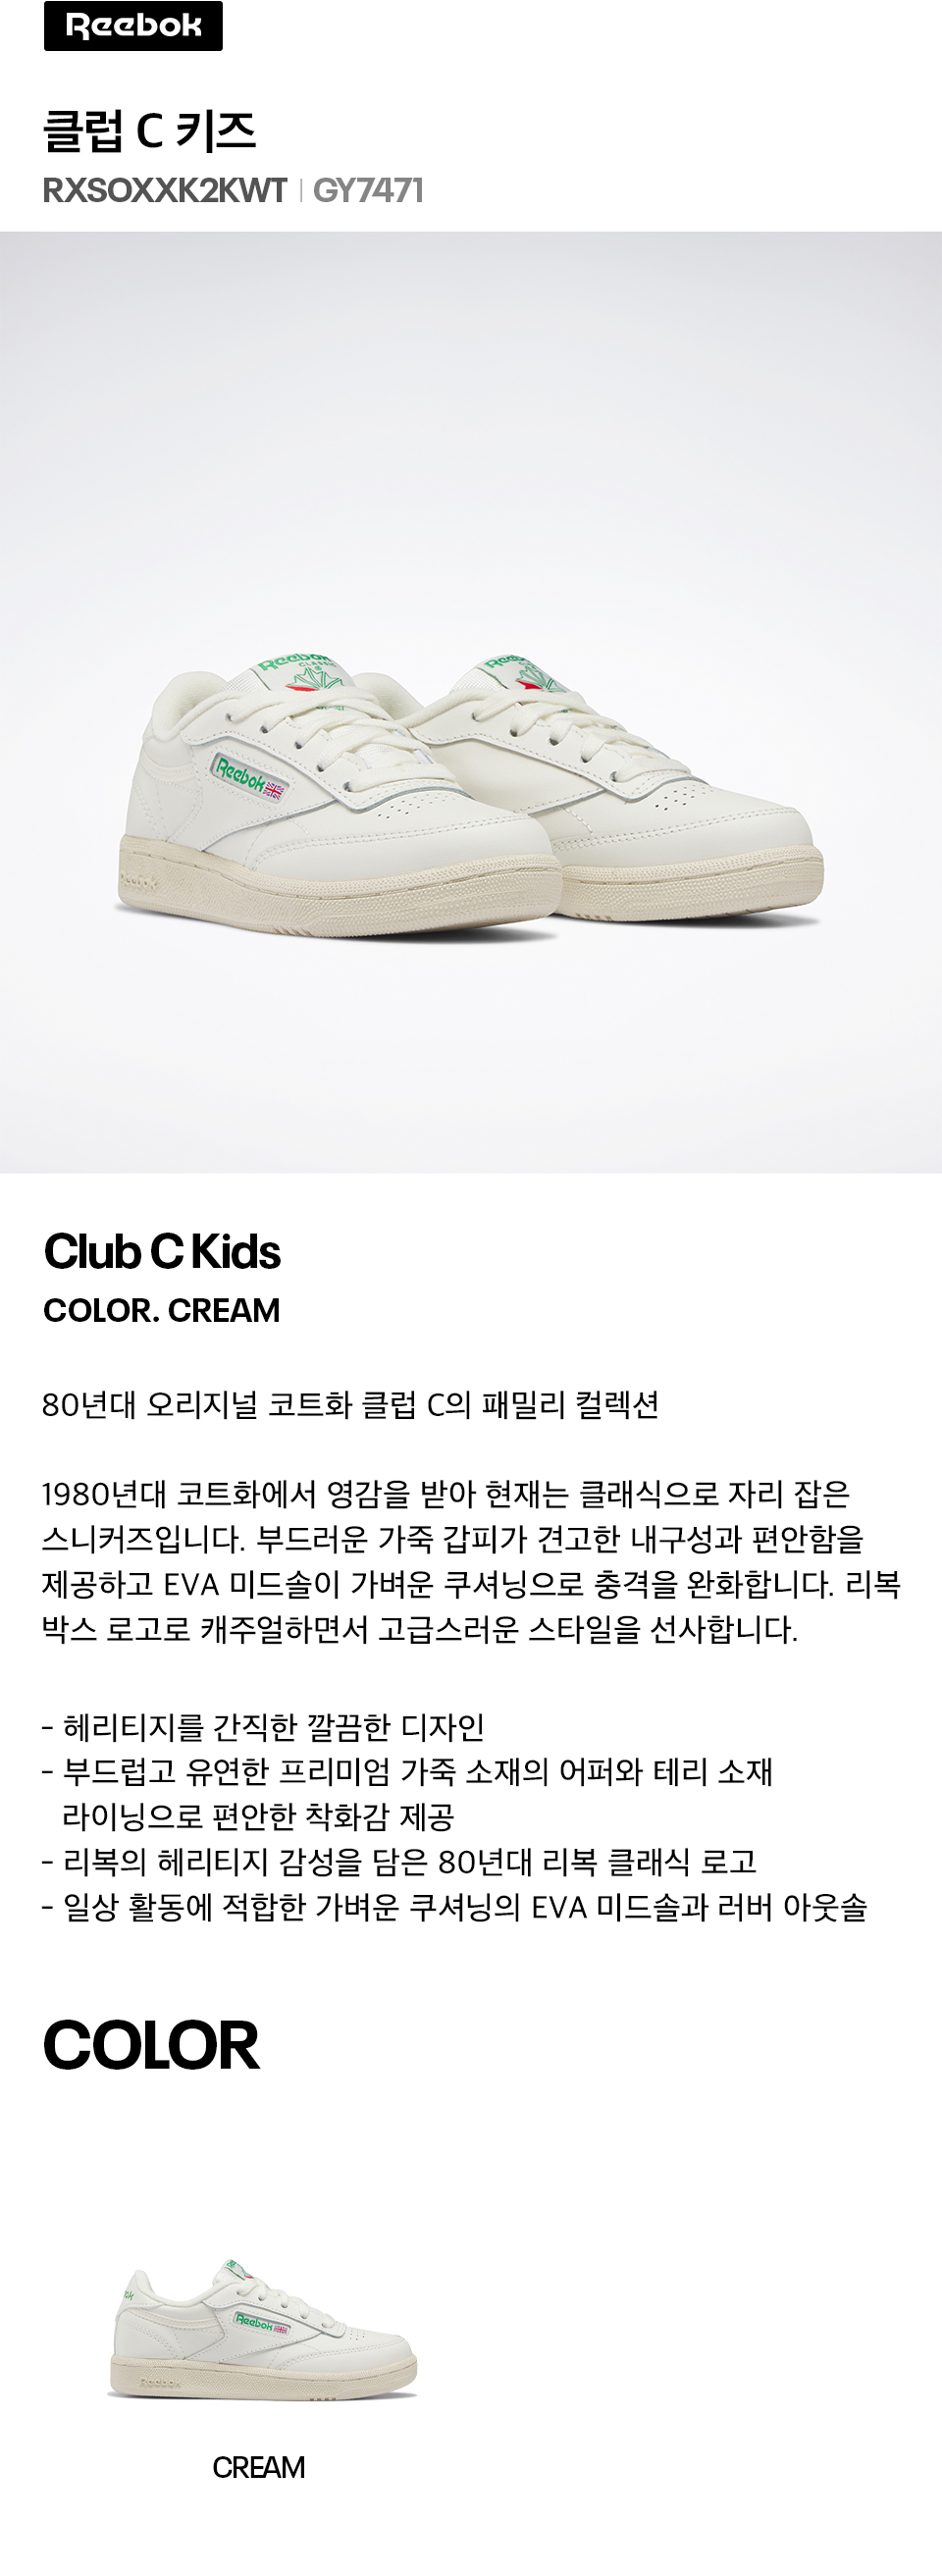 Reebok
클럽 C 키즈
RXSOXXK2KWT | GY7471
Reebok
CLASSIC
Reebok
Reebok
Reebok
Club C Kids
COLOR. CREAM
80년대 오리지널 코트화 클럽 C의 패밀리 컬렉션
1980년대 코트화에서 영감을 받아 현재는 클래식으로 자리 잡은
스니커즈입니다. 부드러운 가죽 갑피가 견고한 내구성과 편안함을
제공하고 EVA 미드솔이 가벼운 쿠셔닝으로 충격을 완화합니다. 리복
박스 로고로 캐주얼하면서 고급스러운 스타일을 선사합니다.
- 헤리티지를 간직한 깔끔한 디자인
- 부드럽고 유연한 프리미엄 가죽 소재의 어퍼와 테리 소재
라이닝으로 편안한 착화감 제공
- 리복의 헤리티지 감성을 담은 80년대 리복 클래식 로고
- 일상 활동에 적합한 가벼운 쿠셔닝의 EVA 미드솔과 러버 아웃솔
COLOR
Reebok
Reebok
CREAM